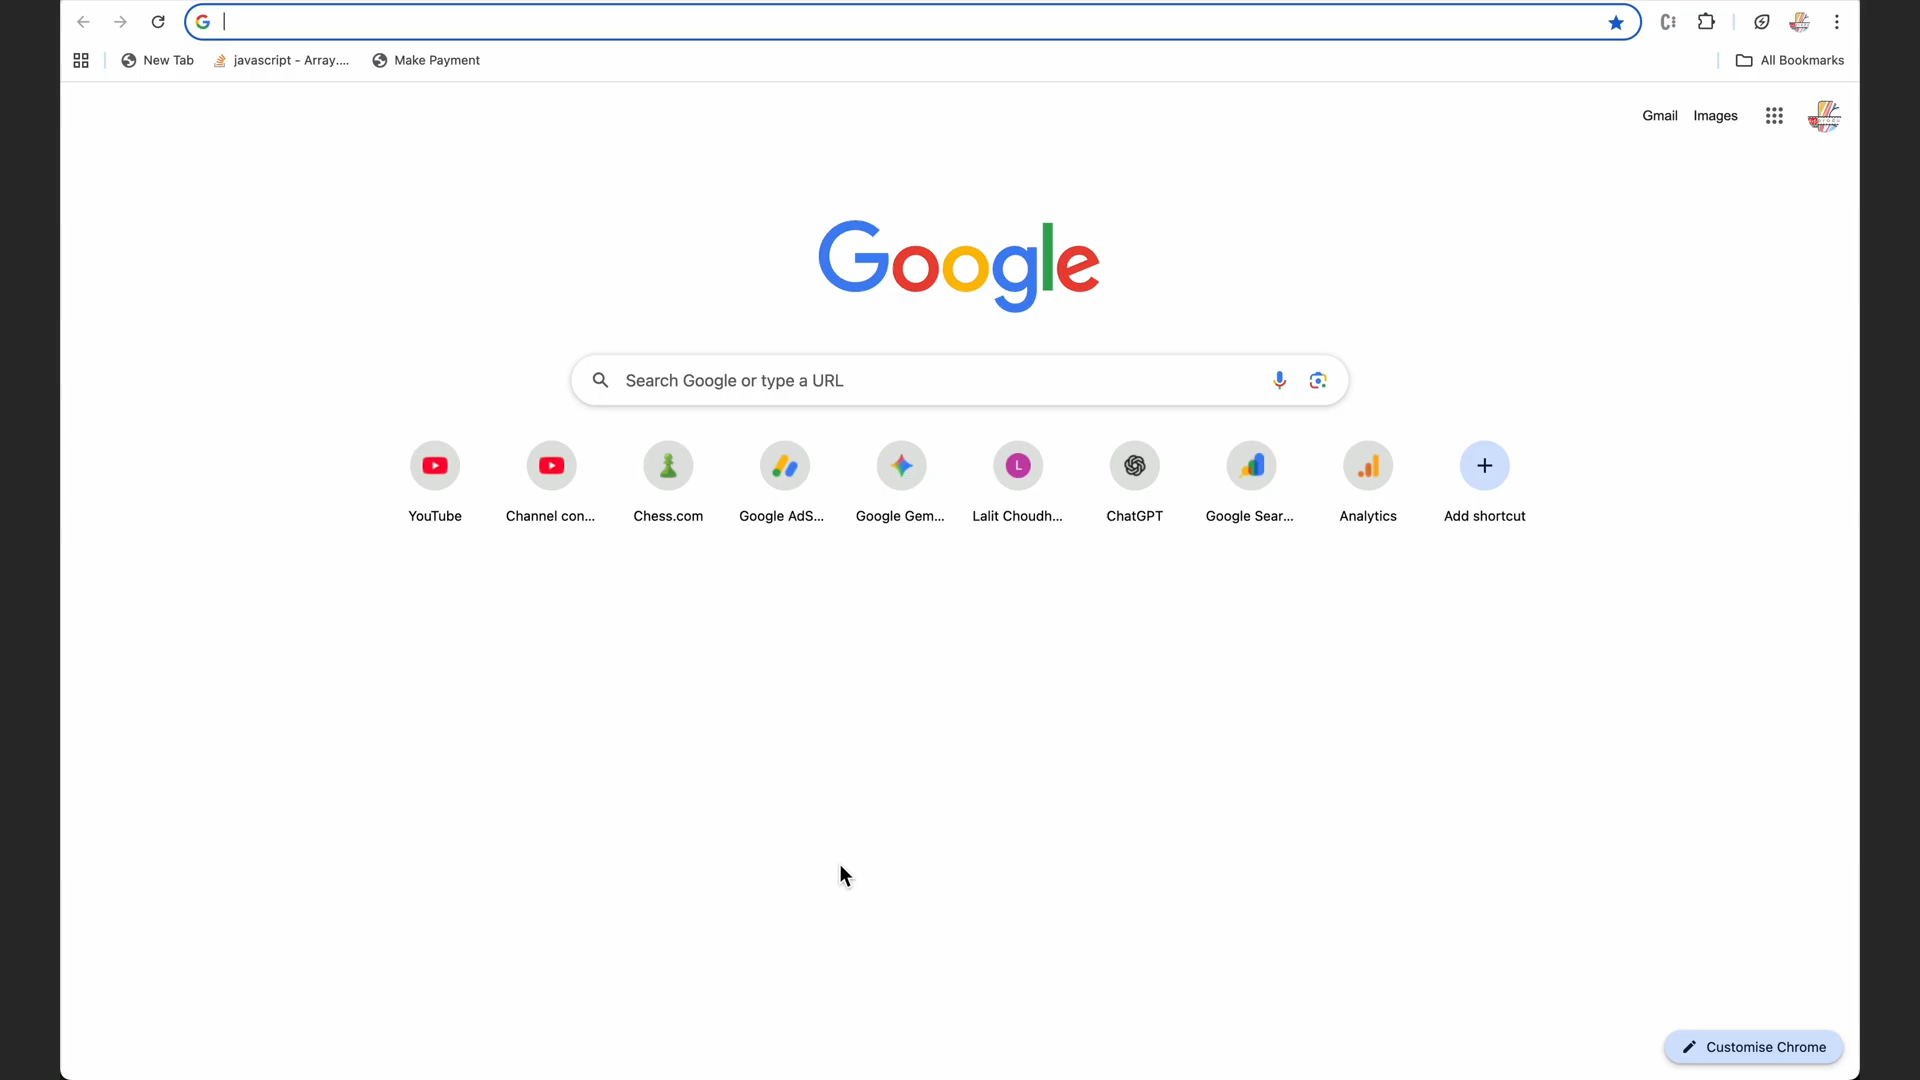 New Tab
javascript - Array....
Make Payment
All Bookmarks
Gmail
Images
Google
Search Google or type a URL
YouTube
Channel con...
Chess.com
Google AdS...
Google Gem...
L
Lalit Choudh...
ChatGPT
Google Sear...
Analytics
Add shortcut
Customise Chrome